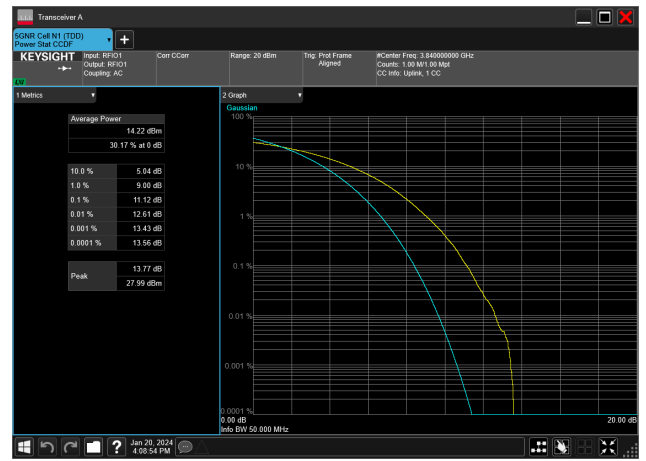 Transceiver A
5GNR Cell N1 (TDD)
Power Stat CCDF
KEYSIGHT
Input: RFIO1
Output: RFIO1
Coupling: AC
Corr CCorr
Range: 20 dBm
Trig: Prot Frame
Aligned
#Center Freq: 3.840000000 GHz
Counts: 1.00 M/1.00 Mpt
CC Info: Uplink, 1 CC
1 Metrics
Average Power
14.22 dBm
30.17 % at 0 dB
10.0 % 5.04 dB
1.0 % 9.00 dB
0.1 % 11.12 dB
0.01 % 12.61 dB
0.001 % 13.43 dB
0.0001 % 13.56 dB
Peak
13.77 dB
27.99 dBm
2 Graph
Gaussian
100 %
10 %
1 %
0.1 %
0.01 %
0.001 %
0.0001 %
0.00 dB
20.00 dB
Info BW 50.000 MHz
Jan 20, 2024
4:08:54 PM